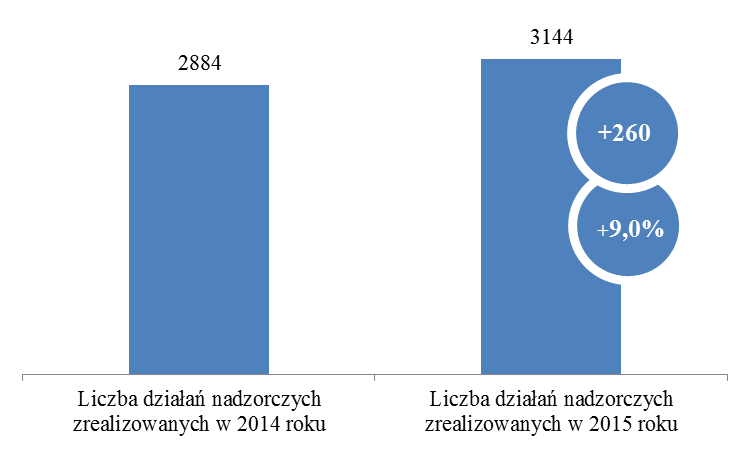 2884
3144
+260
+9,0%
Liczba działań nadzorczych
zrealizowanych w 2014 roku
Liczba działań nadzorczych
zrealizowanych w 2015 roku